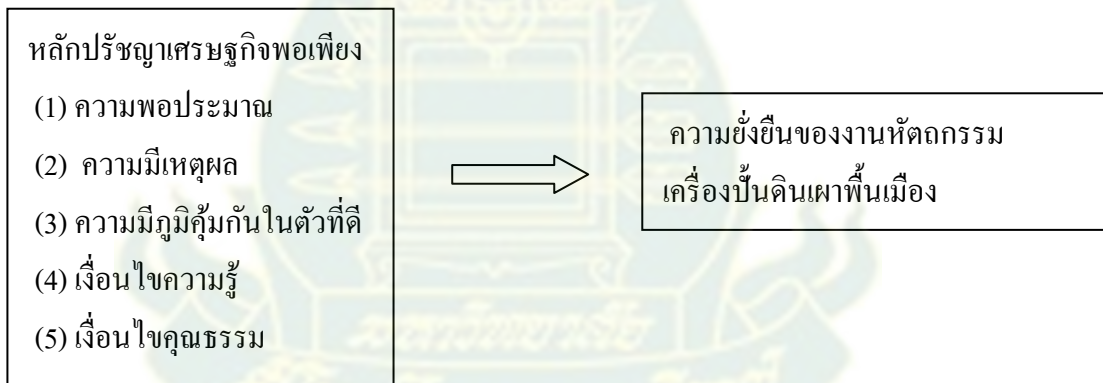 หลักปรัชญาเศรษฐกิจพอเพียง
(1) ความพอประมาณ
(2) ความมีเหตุผล
(3) ความมีภูมิคุ้มกันในตัวที่ดี
(4) เงื่อนไขความรู้
(5) เงื่อนไขคุณธรรม
ความยั่งยืนของงานหัตถกรรม
เครื่องปั้นดินเผาพื้นเมือง